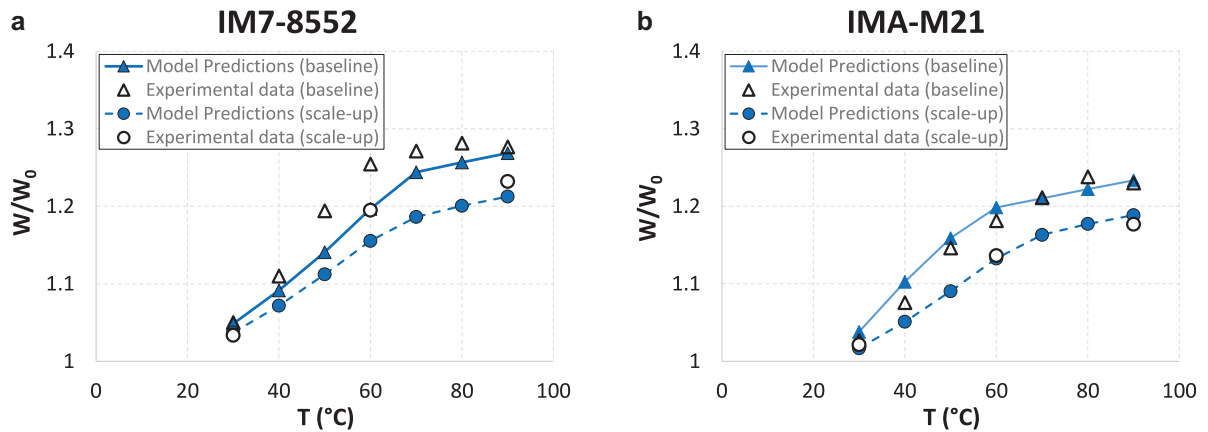 a
IM7-8552
1.4
1.3
1.2
1.1
1
W/W0
Model Predictions (baseline)
Experimental data (baseline)
Model Predictions (scale-up)
Experimental data (scale-up)
0 20 40 60 80 100
T (°C)
b
IMA-M21
1.4
1.3
1.2
1.1
1
W/W0
Model Predictions (baseline)
Experimental data (baseline)
Model Predictions (scale-up)
Experimental data (scale-up)
0 20 40 60 80 100
T (°C)